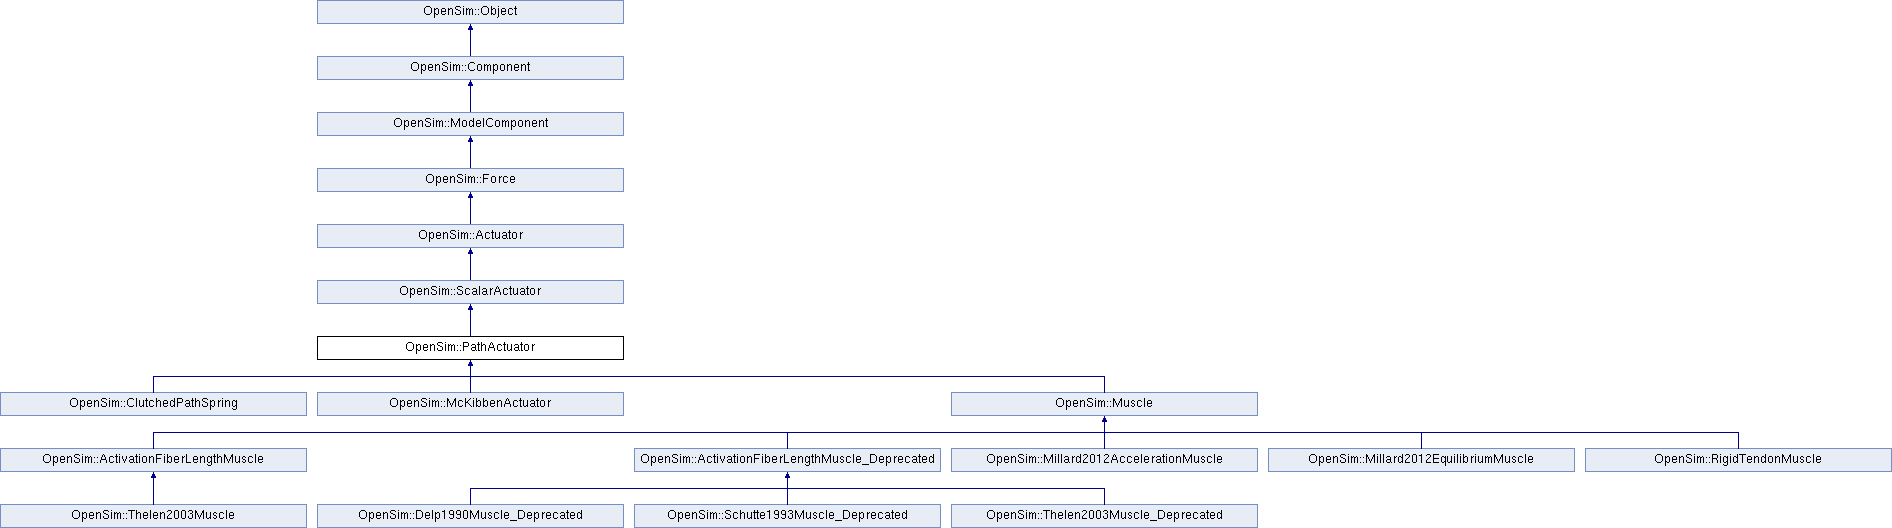 OpenSim::Object
OpenSim::Component
OpenSim::ModelComponent
OpenSim::Force
OpenSim::Actuator
OpenSim::ScalarActuator
OpenSim::PathActuator
OpenSim::ClutchedPathSpring
OpenSim::McKibbenActuator
OpenSim::Muscle
OpenSim::ActivationFiberLengthMuscle
OpenSim::ActivationFiberLengthMuscle_Deprecated
OpenSim::Millard2012AccelerationMuscle
OpenSim::Millard2012EquilibriumMuscle
OpenSim::RigidTendonMuscle
OpenSim::Thelen2003Muscle
OpenSim::Delp1990Muscle_Deprecated
OpenSim::Schutte1993Muscle_Deprecated
OpenSim::Thelen2003Muscle_Deprecated